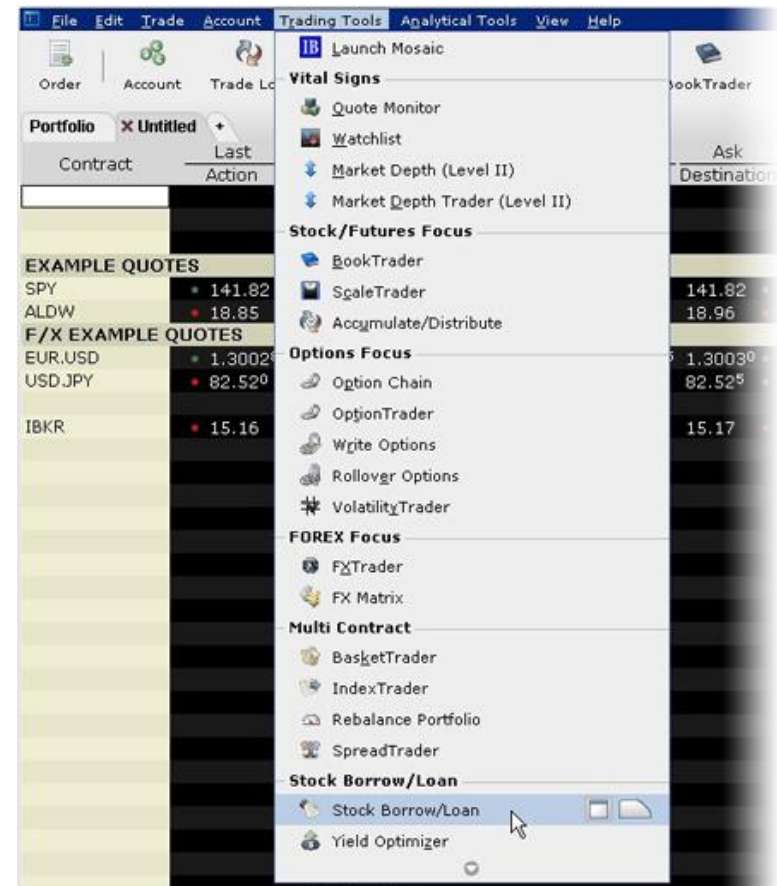 File Edit Trade Account Trading Tools Analytical Tools View Help
Order Account Trade Lo BookTrader
Portfolio Untitled +
Contract Last Ask
Action Destination
IB Launch Mosaic
Vital Signs
Quote Monitor
Watchlist
Market Depth (Level II)
Market Depth Trader (Level II)
Stock/Futures Focus
BookTrader
ScaleTrader
Accumulate/Distribute
Options Focus
Option Chain
OptionTrader
Write Options
Rollover Options
VolatilityTrader
FOREX Focus
FXTrader
FX Matrix
Multi Contract
BasketTrader
IndexTrader
Rebalance Portfolio
SpreadTrader
Stock Borrow/Loan
Stock Borrow/Loan
Yield Optimizer
EXAMPLE QUOTES
SPY 141.82 141.82
ALDW 18.85 18.96
F/X EXAMPLE QUOTES
EUR.USD 1.3002 1.3003⁰
USD.JPY 82.52⁰ 82.52⁵
IBKR 15.16 15.17